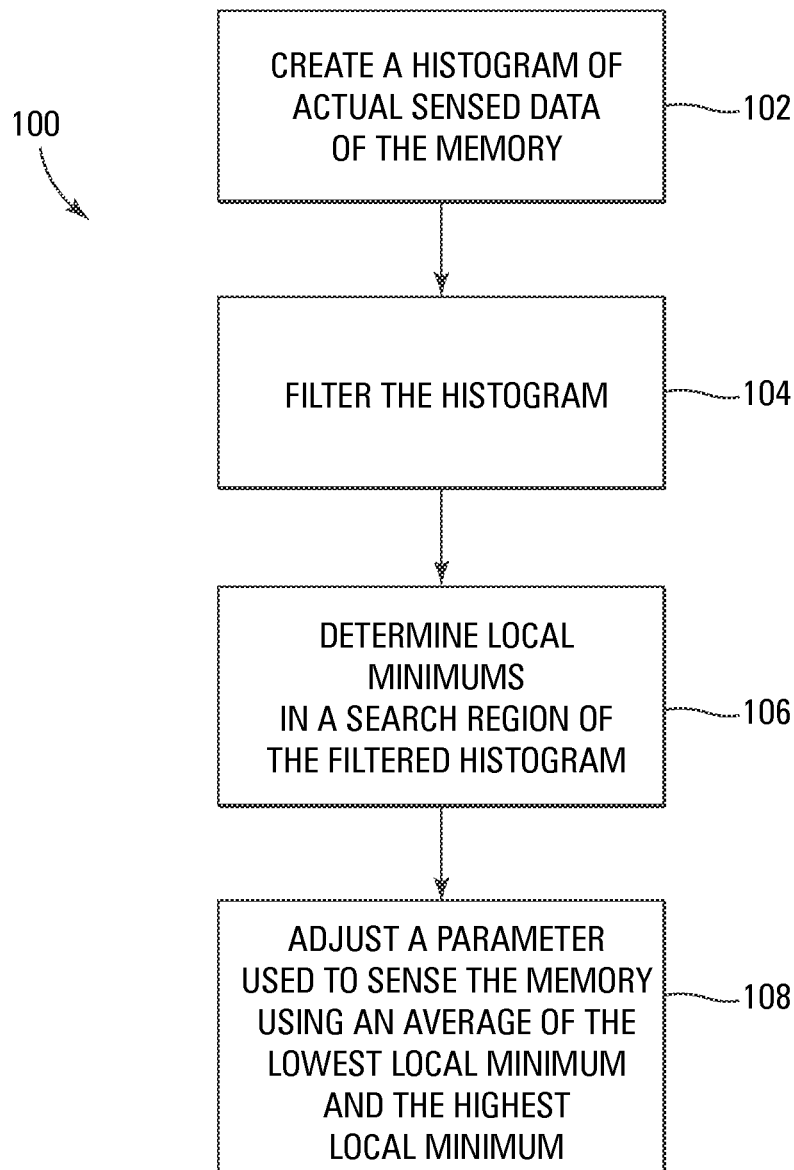 100
CREATE A HISTOGRAM OF
ACTUAL SENSED DATA
OF THE MEMORY
102
FILTER THE HISTOGRAM
104
DETERMINE LOCAL
MINIMUMS
IN A SEARCH REGION OF
THE FILTERED HISTOGRAM
106
ADJUST A PARAMETER
USED TO SENSE THE MEMORY
USING AN AVERAGE OF THE
LOWEST LOCAL MINIMUM
AND THE HIGHEST
LOCAL MINIMUM
108